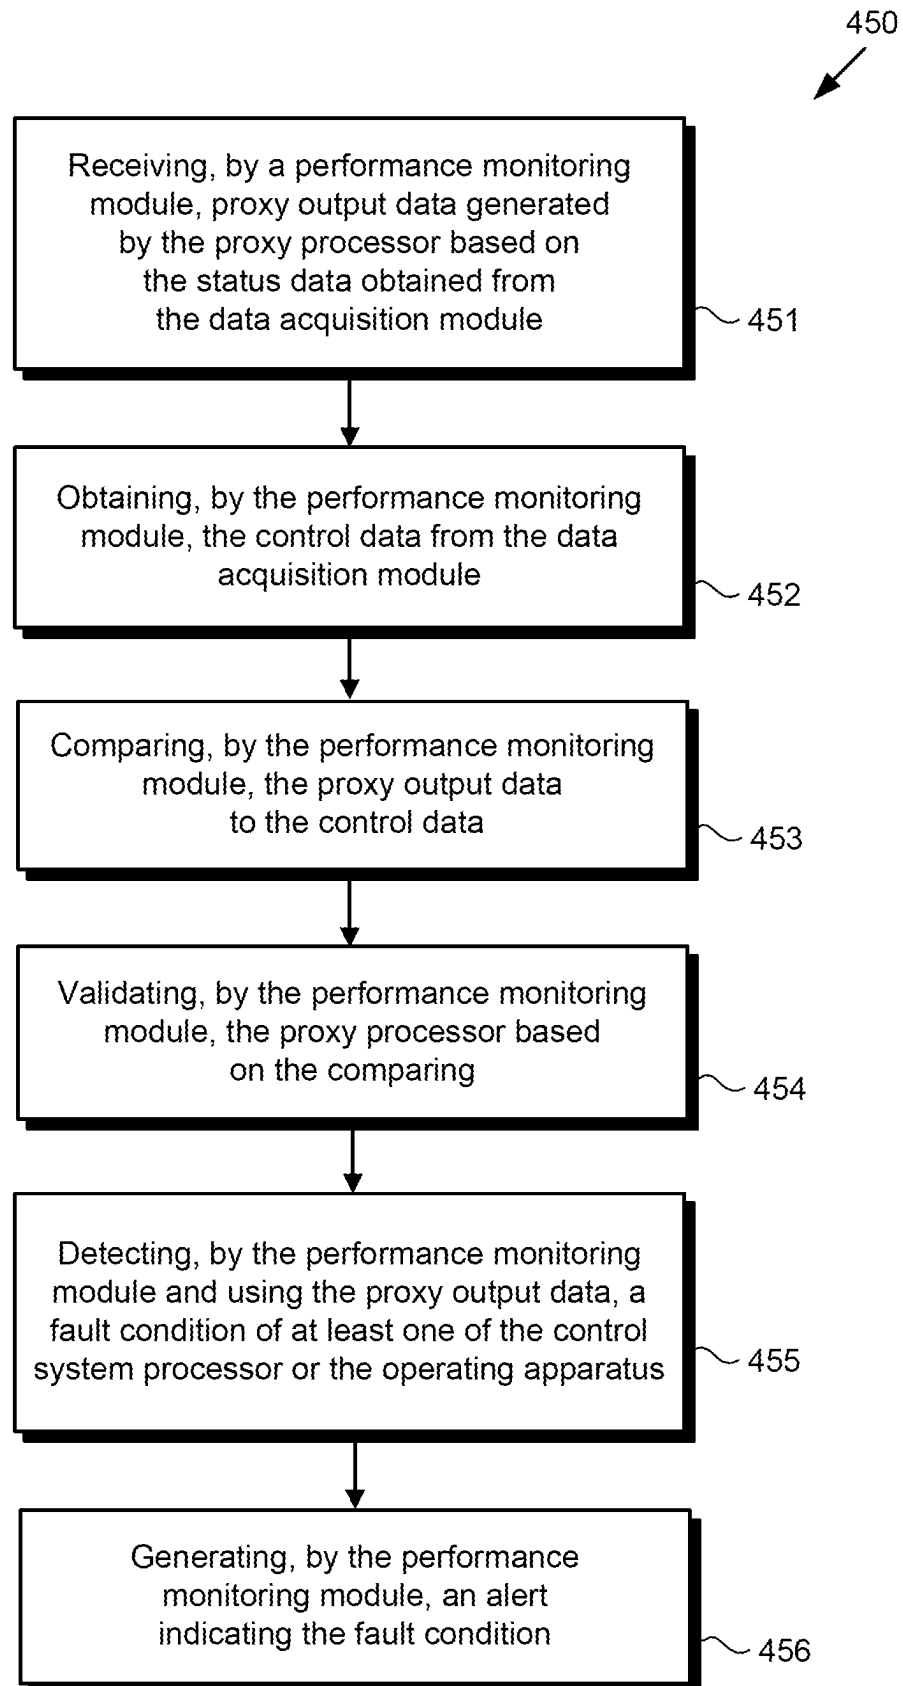 450
Receiving, by a performance monitoring
module, proxy output data generated
by the proxy processor based on
the status data obtained from
the data acquisition module
451
Obtaining, by the performance monitoring
module, the control data from the data
acquisition module
452
Comparing, by the performance monitoring
module, the proxy output data
to the control data
453
Validating, by the performance monitoring
module, the proxy processor based
on the comparing
454
Detecting, by the performance monitoring
module and using the proxy output data, a
fault condition of at least one of the control
system processor or the operating apparatus
455
Generating, by the performance
monitoring module, an alert
indicating the fault condition
456